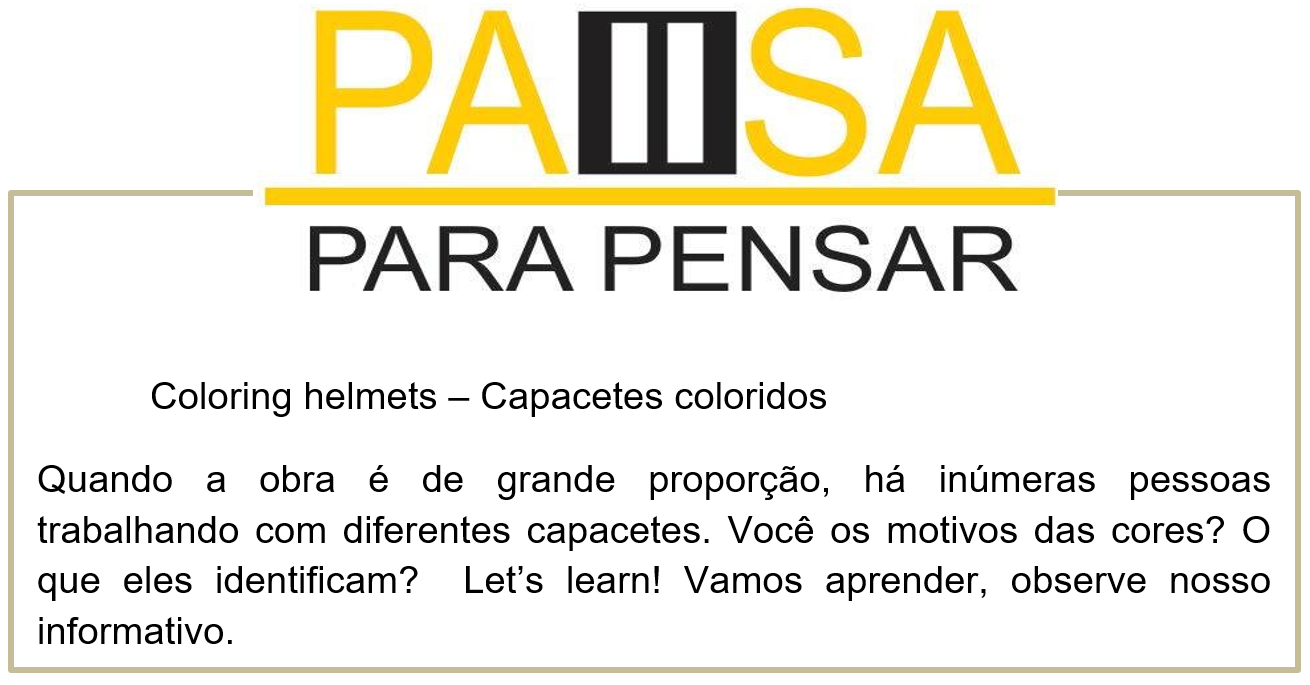 PAUSA
PARA PENSAR
Coloring helmets – Capacetes coloridos
Quando a obra é de grande proporção, há inúmeras pessoas
trabalhando com diferentes capacetes. Você os motivos das cores? O
que eles identificam? Let’s learn! Vamos aprender, observe nosso
informativo.